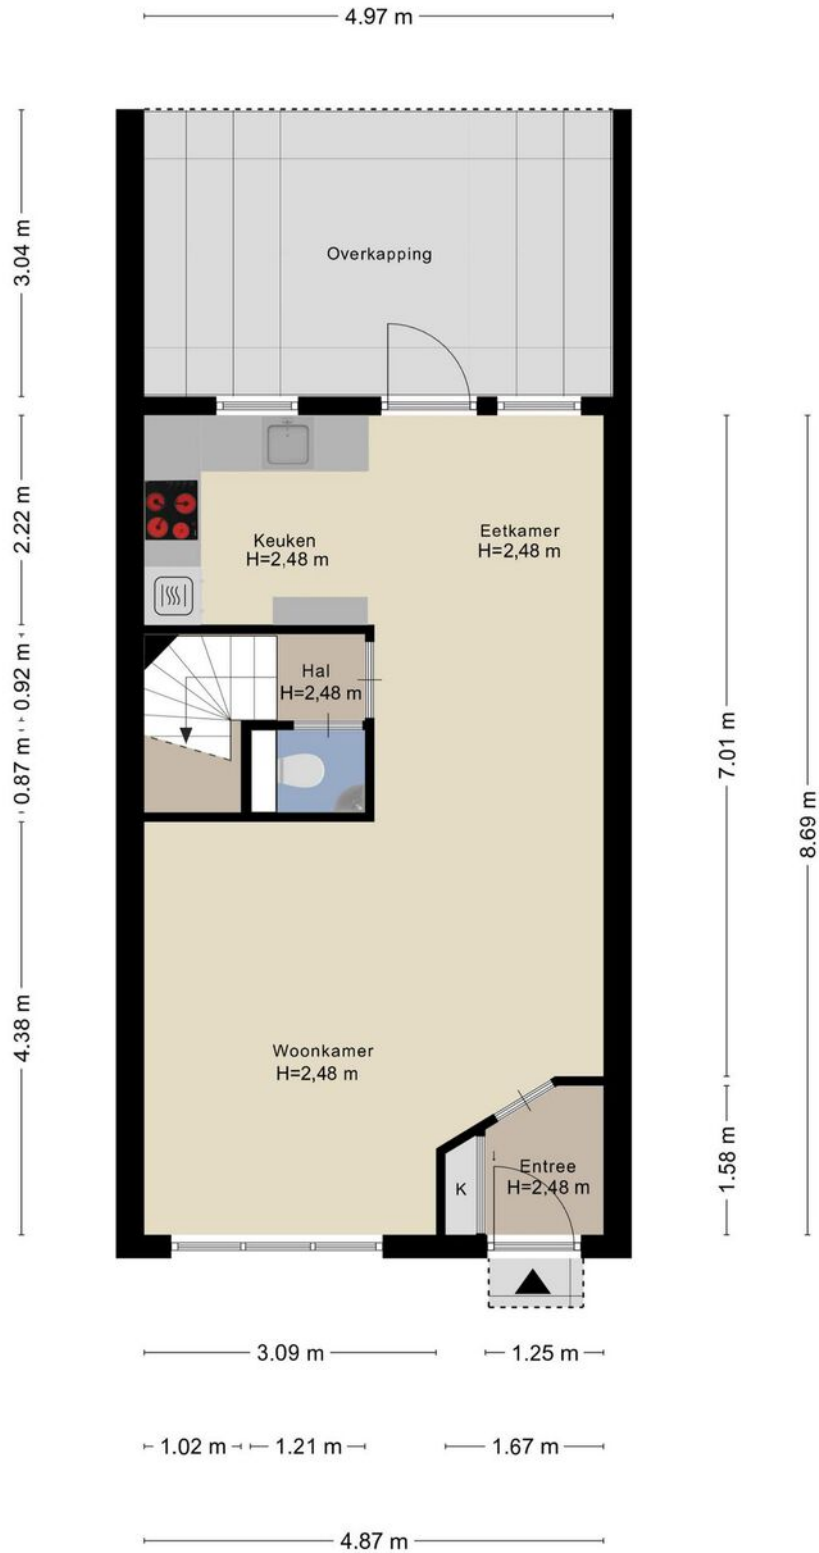 4.97 m
3.04 m
Overkapping
2.22 m
Keuken
H=2,48 m
Eetkamer
H=2,48 m
0.92 m
Hal
H=2,48 m
0.87 m
7.01 m
8.69 m
4.38 m
Woonkamer
H=2,48 m
1.58 m
Entree
H=2,48 m
K
3.09 m
1.25 m
1.02 m
1.21 m
1.67 m
4.87 m